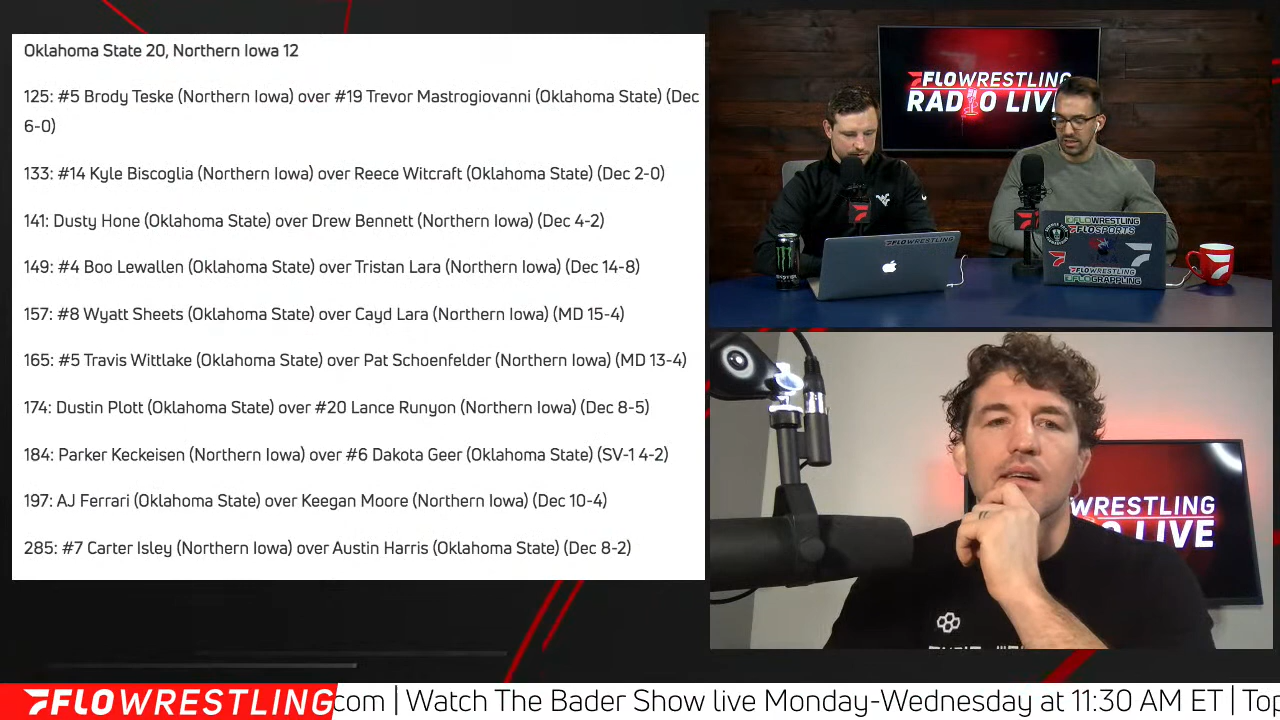 Oklahoma State 20, Northern Iowa 12
125: #5 Brody Teske (Northern Iowa) over #19 Trevor Mastrogiovanni (Oklahoma State) (Dec
6-0)
133: #14 Kyle Biscoglia (Northern Iowa) over Reece Witcraft (Oklahoma State) (Dec 2-0)
141: Dusty Hone (Oklahoma State) over Drew Bennett (Northern Iowa) (Dec 4-2)
149: #4 Boo Lewallen (Oklahoma State) over Tristan Lara (Northern Iowa) (Dec 14-8)
157: #8 Wyatt Sheets (Oklahoma State) over Cayd Lara (Northern Iowa) (MD 15-4)
165: #5 Travis Wittlake (Oklahoma State) over Pat Schoenfelder (Northern Iowa) (MD 13-4)
174: Dustin Plott (Oklahoma State) over #20 Lance Runyon (Northern Iowa) (Dec 8-5)
184: Parker Keckeisen (Northern Iowa) over #6 Dakota Geer (Oklahoma State) (SV-1 4-2)
197: AJ Ferrari (Oklahoma State) over Keegan Moore (Northern Iowa) (Dec 10-4)
285: #7 Carter Isley (Northern Iowa) over Austin Harris (Oklahoma State) (Dec 8-2)
FLOWRESTLING
RADIO LIVE
FLOWRESTLING
FLOWRESTLING
FLOSPORTS
FLOWRESTLING
FLOGRAPPLING
WRESTLING
LIVE
FLOWRESTLING
.com | Watch The Bader Show live Monday-Wednesday at 11:30 AM ET | Top